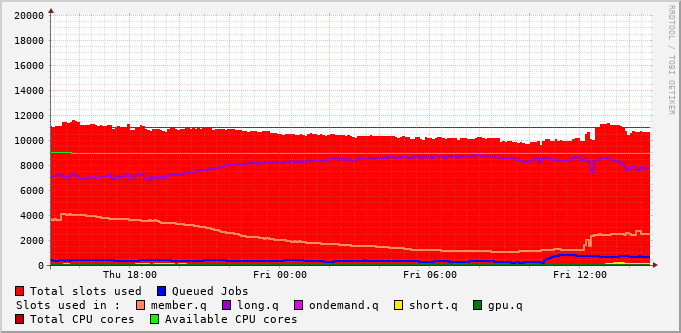 RRDTOOL / TOBI OETIKER
20000
18000
16000
14000
12000
10000
8000
6000
4000
2000
0
Thu 18:00 Fri 00:00 Fri 06:00 Fri 12:00
Total slots used Queued Jobs
Slots used in : member.q long.q ondemand.q short.q gpu.q
Total CPU cores Available CPU cores